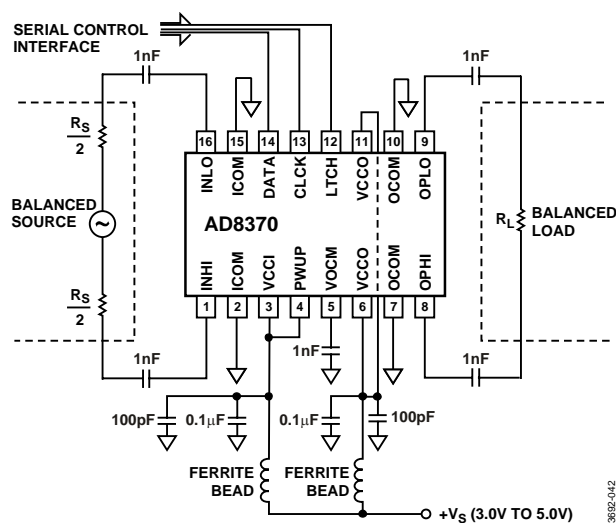 SERIAL CONTROL
INTERFACE
1nF
1nF
16 15 14 13 12 11 10 9
INLO ICOM DATA CLCK LTCH VCCO OCOM OPLO
RS
2
BALANCED
SOURCE
~
AD8370
RL
BALANCED
LOAD
RS
2
INHI ICOM VCCI PWUP VOCM VCCO OCOM OPHI
1 2 3 4 5 6 7 8
1nF
1nF
1nF
100pF
0.1µF
0.1µF
100pF
FERRITE
BEAD
FERRITE
BEAD
+VS (3.0V TO 5.0V)
3692-042